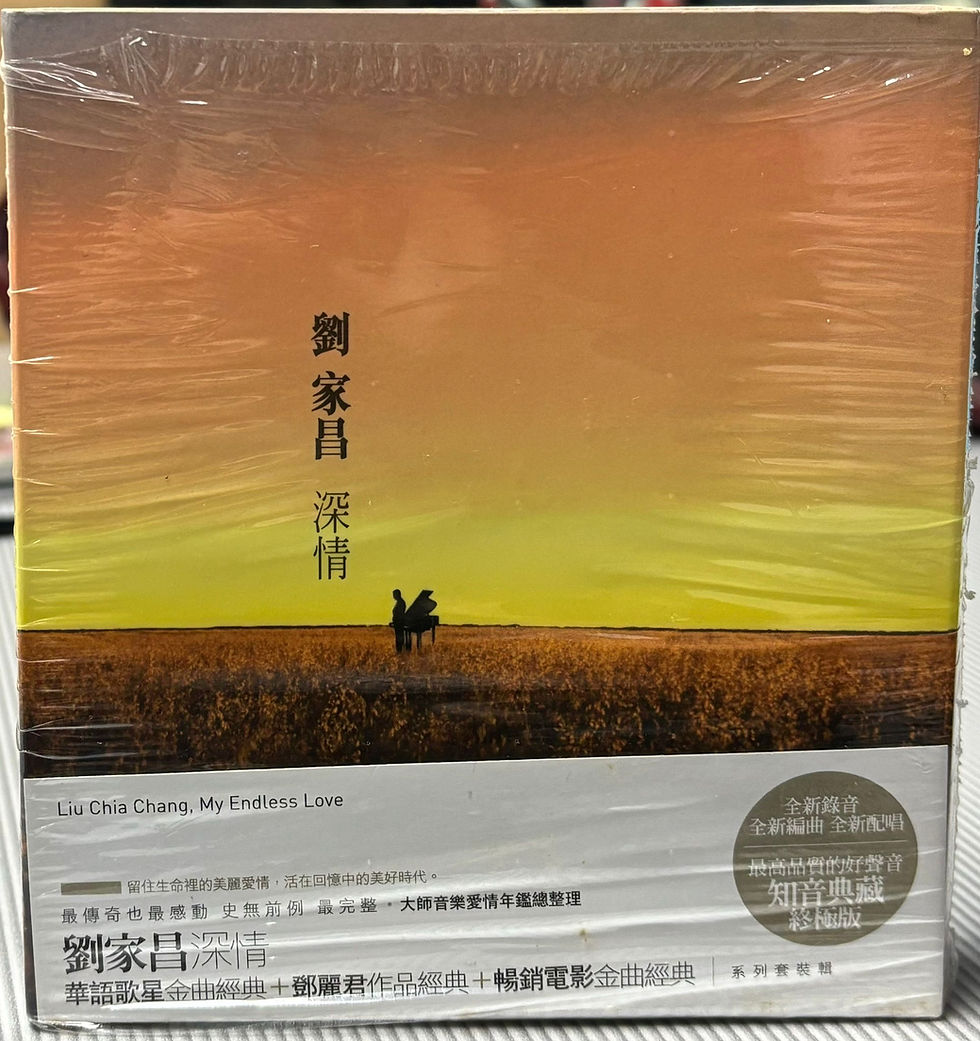 劉家昌 深情
Liu Chia Chang, My Endless Love
全新錄音
全新編曲 全新配唱
最高品質的好聲音
知音典藏
終極版
留住生命裡的美麗愛情，活在回憶中的美好時代。
最傳奇也最感動 史無前例 最完整。大師音樂愛情年鑑總整理
劉家昌深情
華語歌星金曲經典＋鄧麗君作品經典＋暢銷電影金曲經典 系列套裝輯